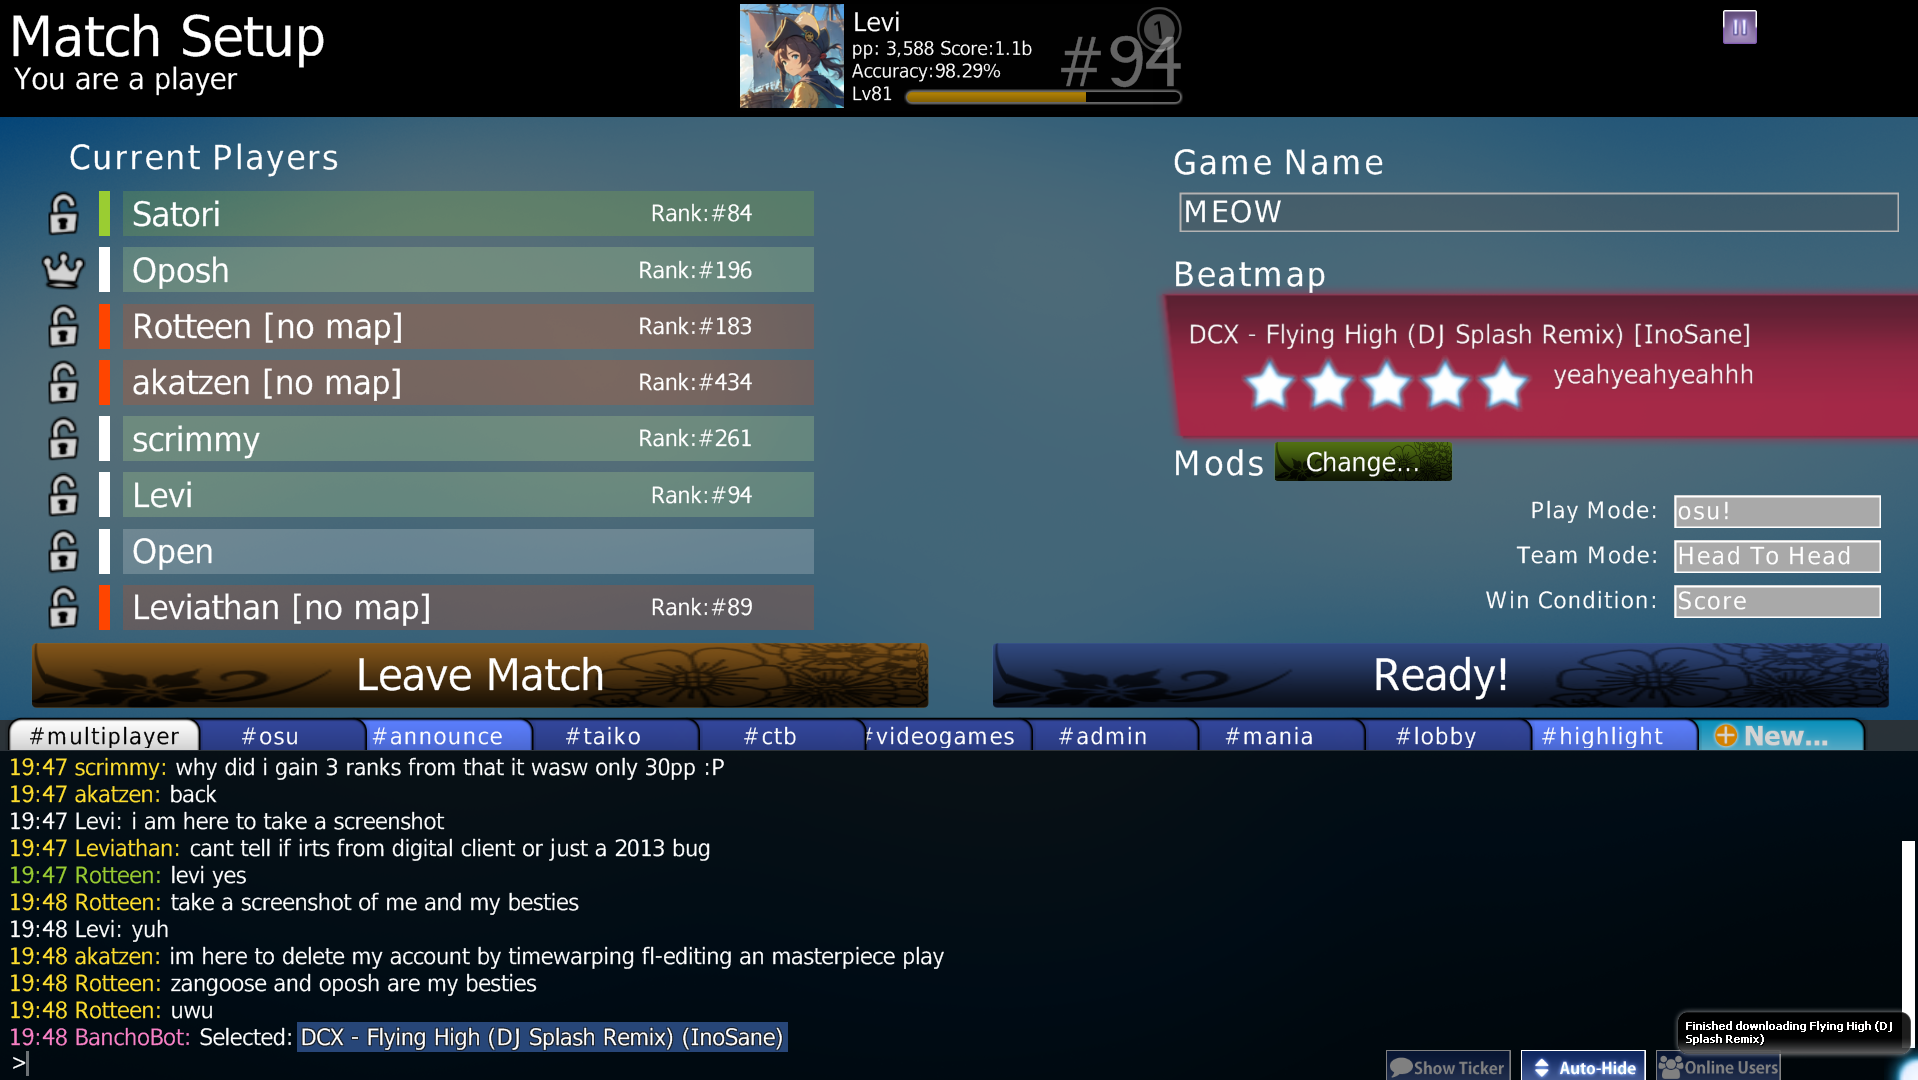 Match Setup
You are a player
Levi
pp: 3,588 Score:1.1b
Accuracy:98.29%
Lv81
#94
1
Current Players
Satori Rank:#84
Oposh Rank:#196
Rotteen [no map] Rank:#183
akatzen [no map] Rank:#434
scrimmy Rank:#261
Levi Rank:#94
Open
Leviathan [no map] Rank:#89
Game Name
MEOW
Beatmap
DCX - Flying High (DJ Splash Remix) [InoSane]
yeahyeahyeahhh
Mods Change...
Play Mode: osu!
Team Mode: Head To Head
Win Condition: Score
Leave Match
Ready!
#multiplayer #osu #announce #taiko #ctb #videogames #admin #mania #lobby #highlight New...
19:47 scrimmy: why did i gain 3 ranks from that it wasw only 30pp :P
19:47 akatzen: back
19:47 Levi: i am here to take a screenshot
19:47 Leviathan: cant tell if irts from digital client or just a 2013 bug
19:47 Rotteen: levi yes
19:48 Rotteen: take a screenshot of me and my besties
19:48 Levi: yuh
19:48 akatzen: im here to delete my account by timewarping fl-editing an masterpiece play
19:48 Rotteen: zangoose and oposh are my besties
19:48 Rotteen: uwu
19:48 BanchoBot: Selected: DCX - Flying High (DJ Splash Remix) (InoSane)
>
Finished downloading Flying High (DJ
Splash Remix)
Show Ticker Auto-Hide Online Users